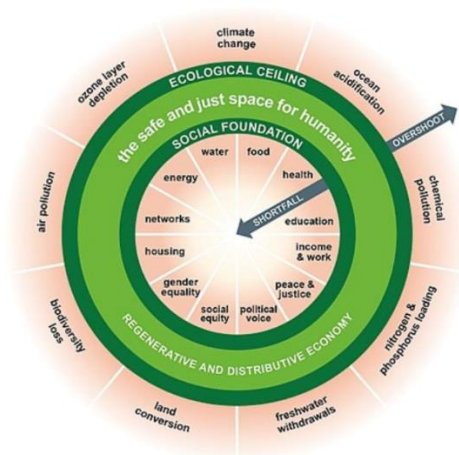 climate
change
ocean
acidification
chemical
pollution
nitrogen &
phosphorus loading
freshwater
withdrawals
land
conversion
biodiversity
loss
air pollution
ozone layer
depletion
OVERSHOOT
ECOLOGICAL CEILING
the safe and just space for humanity
SOCIAL FOUNDATION
water
food
health
SHORTFALL
education
income
& work
peace &
justice
political
voice
social
equity
gender
equality
housing
networks
energy
REGENERATIVE AND DISTRIBUTIVE ECONOMY